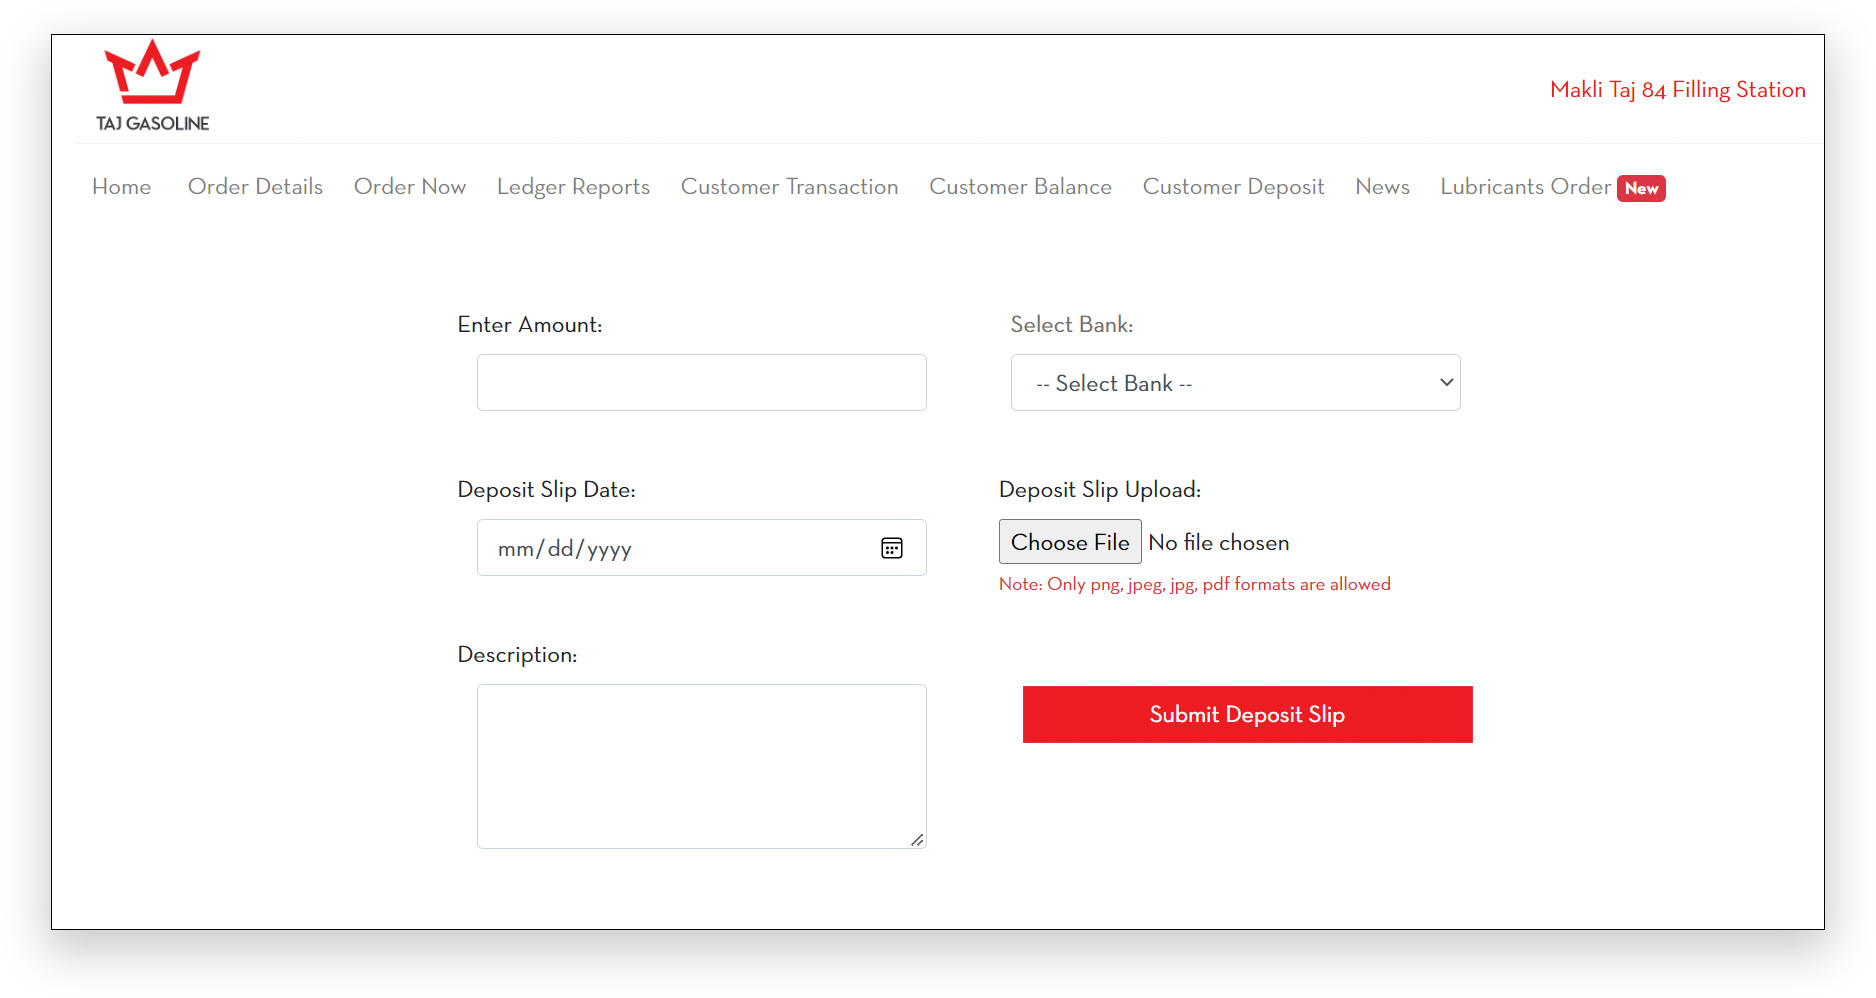 TAJ GASOLINE
Makli Taj 84 Filling Station
Home Order Details Order Now Ledger Reports Customer Transaction Customer Balance Customer Deposit News Lubricants Order New
Enter Amount:
Select Bank:
-- Select Bank --
Deposit Slip Date:
mm/dd/yyyy
Deposit Slip Upload:
Choose File No file chosen
Note: Only png, jpeg, jpg, pdf formats are allowed
Description:
Submit Deposit Slip